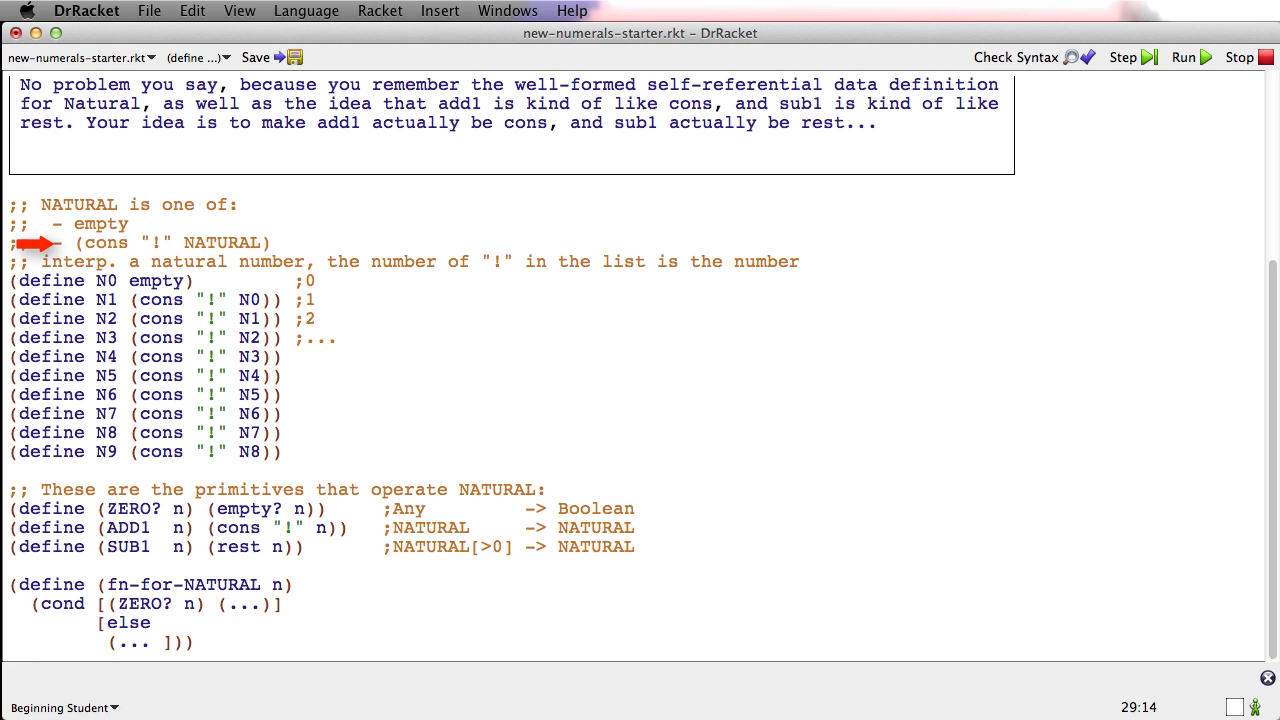 DrRacket File Edit View Language Racket Insert Windows Help
new-numerals-starter.rkt - DrRacket
new-numerals-starter.rkt (define ...) Save Check Syntax Step Run Stop
No problem you say, because you remember the well-formed self-referential data definition
for Natural, as well as the idea that add1 is kind of like cons, and sub1 is kind of like
rest. Your idea is to make add1 actually be cons, and sub1 actually be rest...
;; NATURAL is one of:
;;  - empty
;  - (cons "!" NATURAL)
;; interp. a natural number, the number of "!" in the list is the number
(define N0 empty)         ;0
(define N1 (cons "!" N0)) ;1
(define N2 (cons "!" N1)) ;2
(define N3 (cons "!" N2)) ;...
(define N4 (cons "!" N3))
(define N5 (cons "!" N4))
(define N6 (cons "!" N5))
(define N7 (cons "!" N6))
(define N8 (cons "!" N7))
(define N9 (cons "!" N8))
;; These are the primitives that operate NATURAL:
(define (ZERO? n) (empty? n))     ;Any         -> Boolean
(define (ADD1  n) (cons "!" n))   ;NATURAL     -> NATURAL
(define (SUB1  n) (rest n))       ;NATURAL[>0] -> NATURAL
(define (fn-for-NATURAL n)
  (cond [(ZERO? n) (...)]
        [else
         (... ]))
Beginning Student 29:14